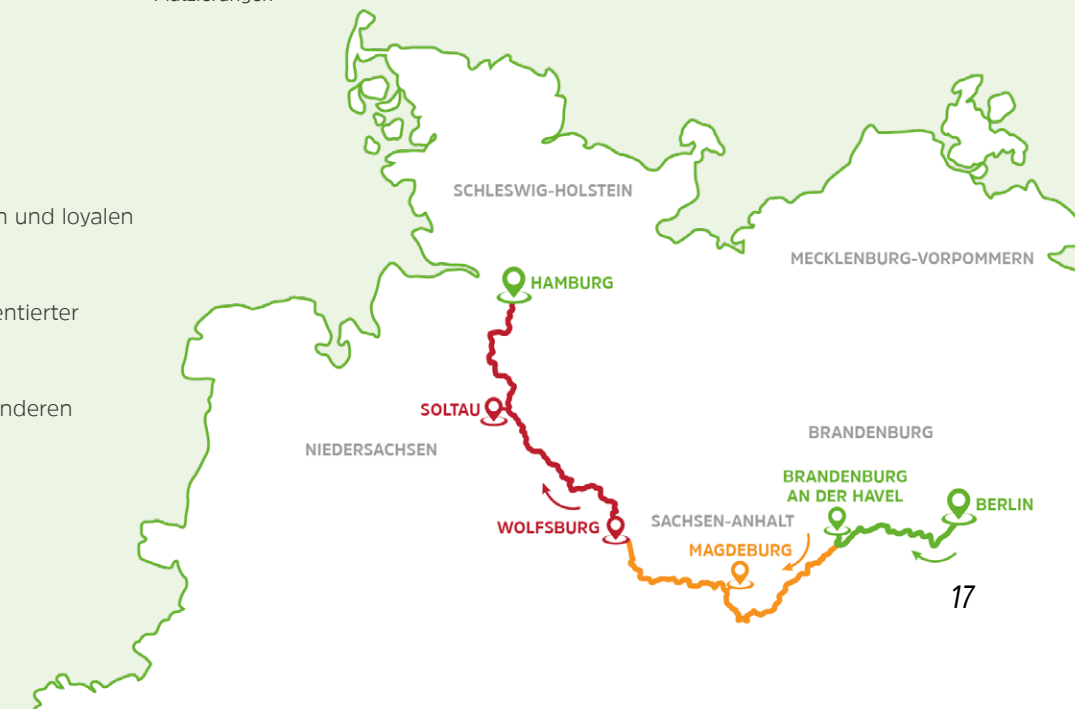 n und loyalen
entierter
nderen
SCHLESWIG-HOLSTEIN
MECKLENBURG-VORPOMMERN
HAMBURG
SOLTAU
NIEDERSACHSEN
BRANDENBURG
BRANDENBURG
AN DER HAVEL
BERLIN
SACHSEN-ANHALT
WOLFSBURG
MAGDEBURG
17